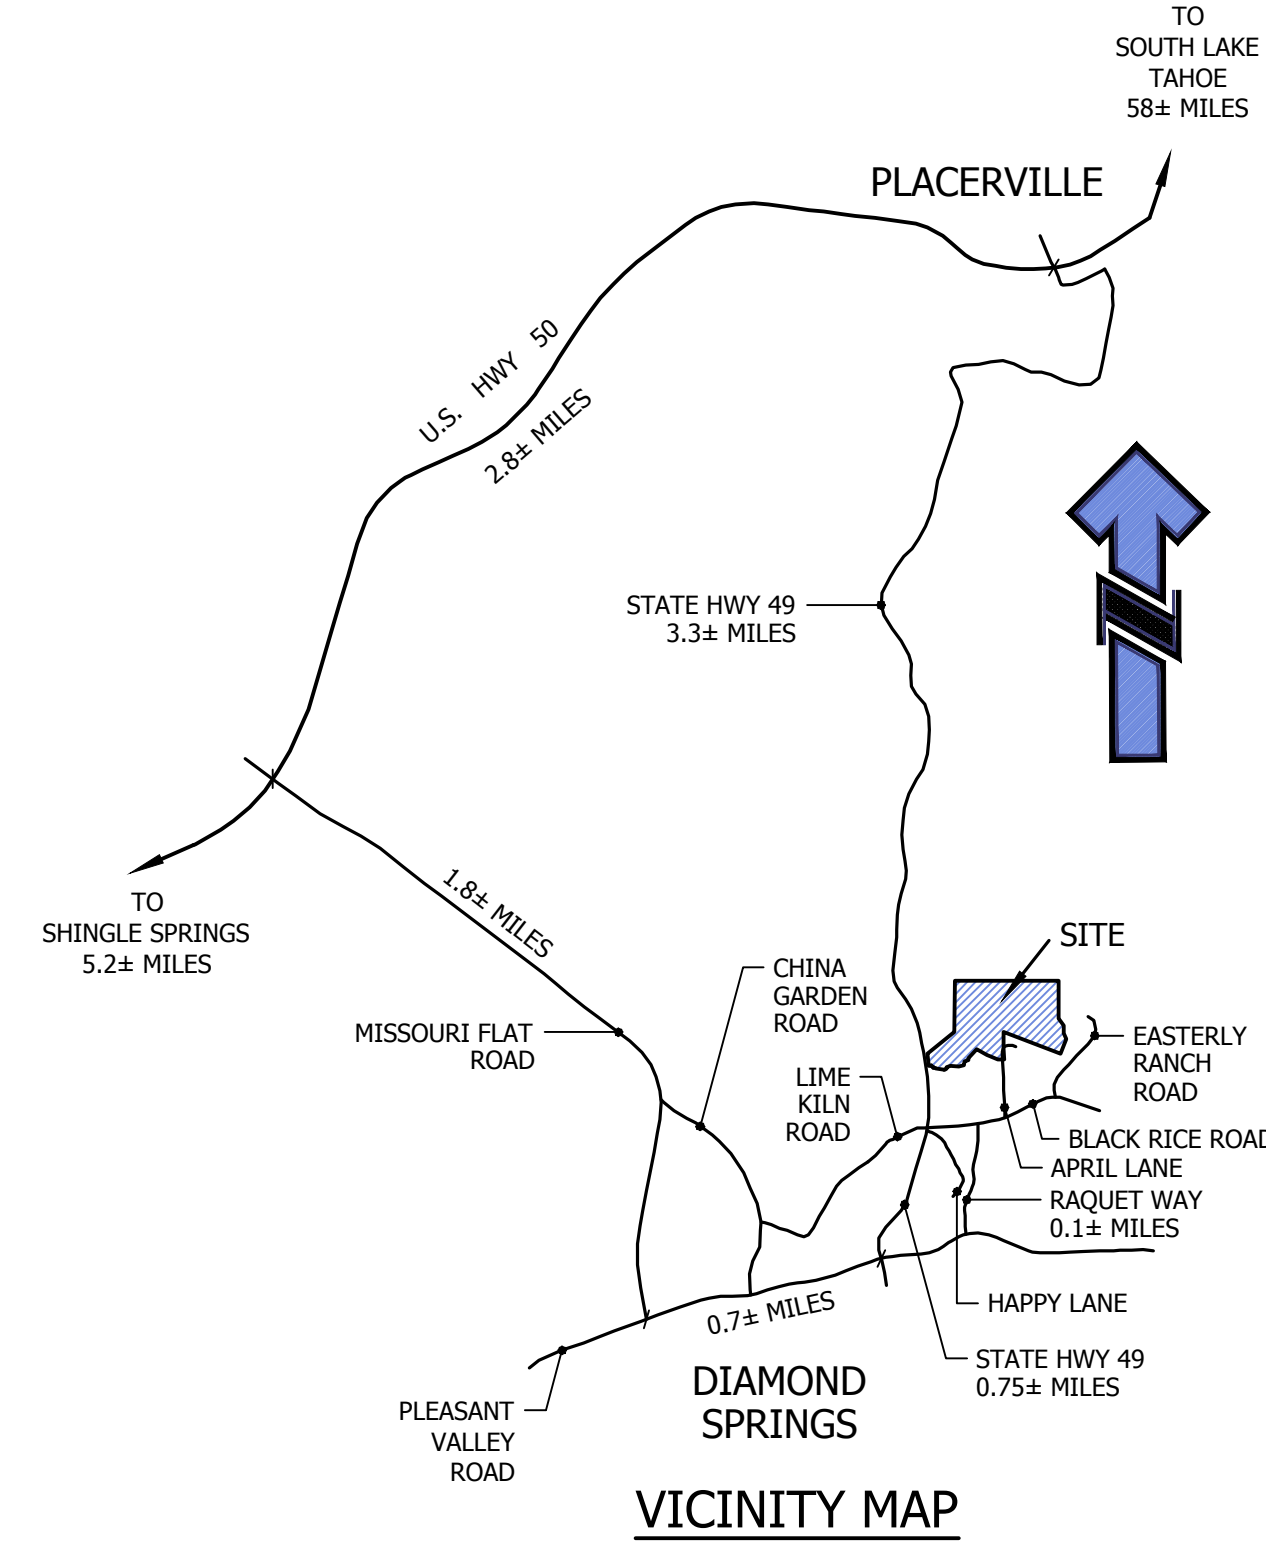 TO
SOUTH LAKE
TAHOE
58± MILES
PLACERVILLE
U.S. HWY 50
2.8± MILES
STATE HWY 49
3.3± MILES
TO
SHINGLE SPRINGS
5.2± MILES
1.8± MILES
SITE
CHINA
GARDEN
ROAD
MISSOURI FLAT
ROAD
EASTERLY
RANCH
ROAD
LIME
KILN
ROAD
BLACK RICE ROAD
APRIL LANE
RAQUET WAY
0.1± MILES
HAPPY LANE
0.7± MILES
STATE HWY 49
0.75± MILES
DIAMOND
SPRINGS
PLEASANT
VALLEY
ROAD
VICINITY MAP